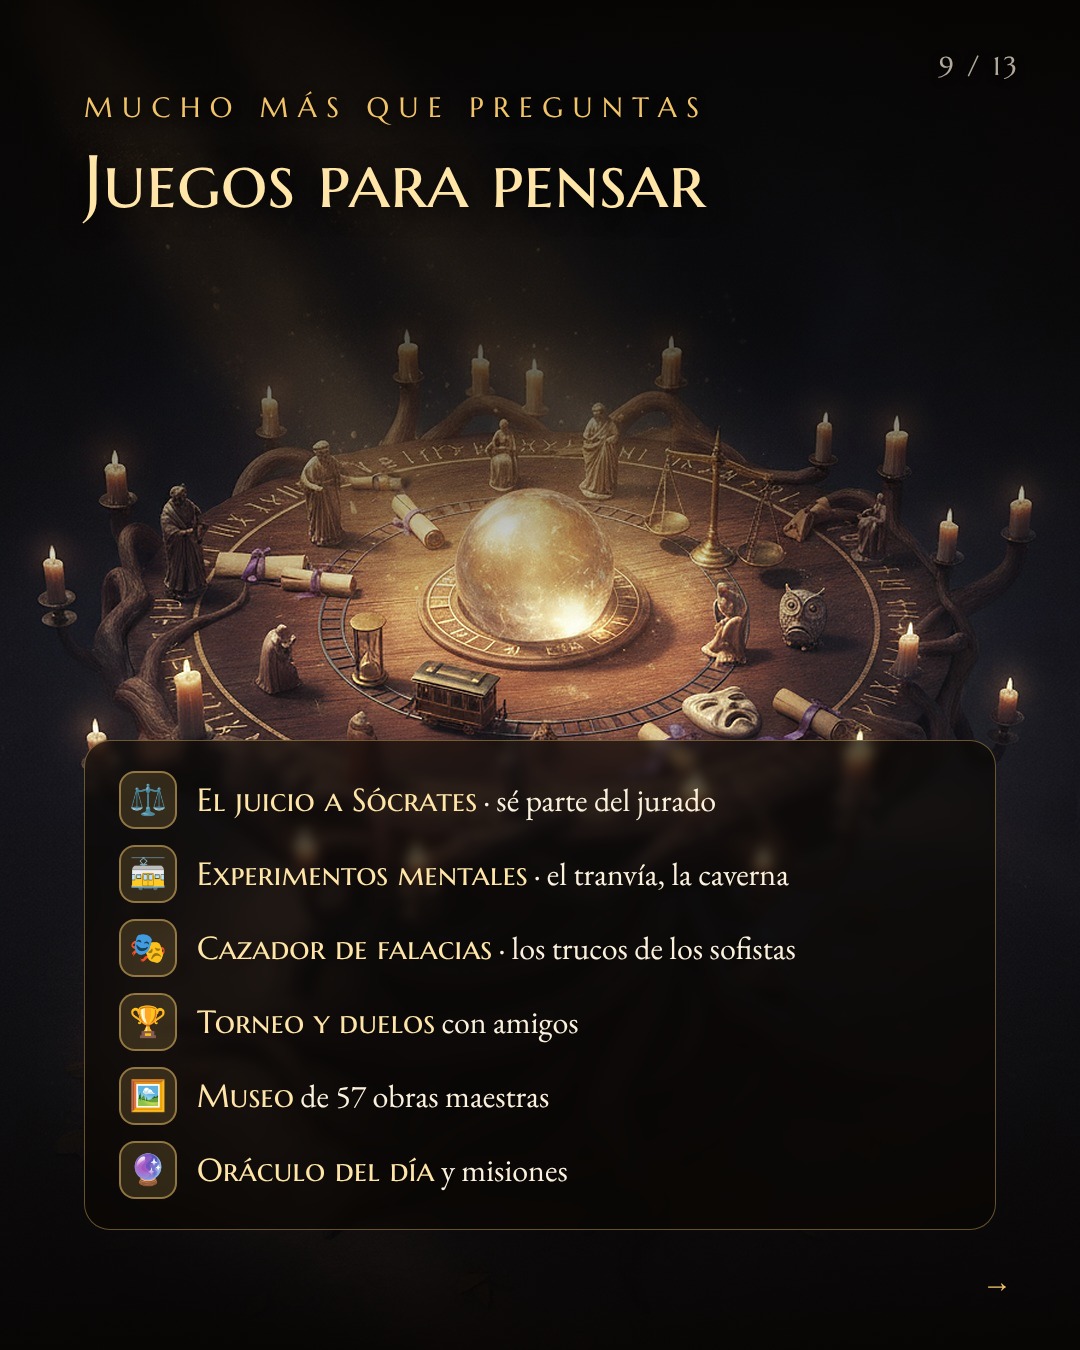 9 / 13
MUCHO MÁS QUE PREGUNTAS
JUEGOS PARA PENSAR
EL JUICIO A SÓCRATES · sé parte del jurado
EXPERIMENTOS MENTALES · el tranvía, la caverna
CAZADOR DE FALACIAS · los trucos de los sofistas
TORNEO Y DUELOS con amigos
MUSEO de 57 obras maestras
ORÁCULO DEL DÍA y misiones
→